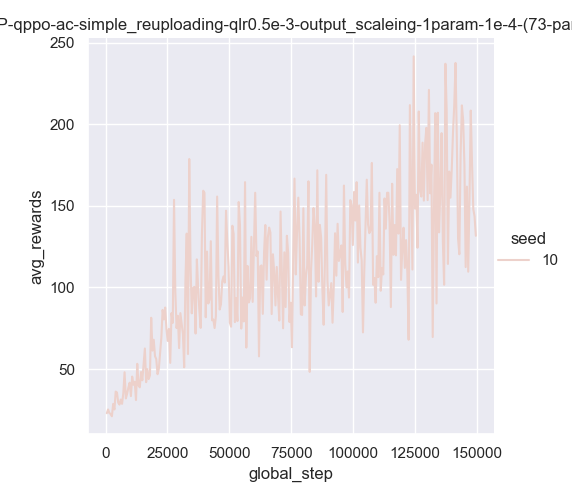 P-qppo-ac-simple_reuploading-qlr0.5e-3-output_scaleing-1param-1e-4-(73-par
250
200
150
100
50
avg_rewards
0 25000 50000 75000 100000 125000 150000
global_step
seed
10